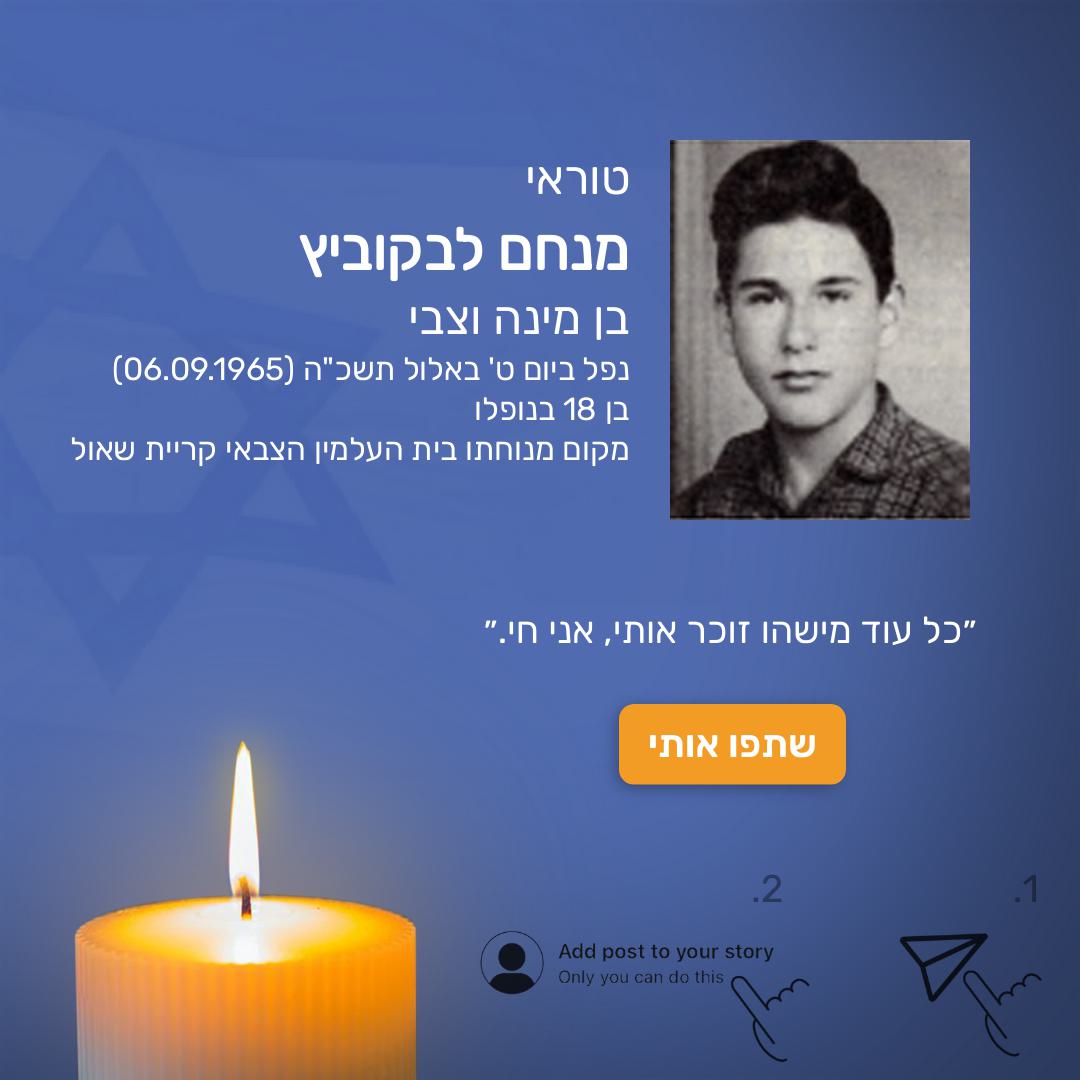 טוראי
מנחם לבקוביץ
בן מינה וצבי
נפל ביום ט' באלול תשכ"ה (06.09.1965)
בן 18 בנופלו
מקום מנוחתו בית העלמין הצבאי קריית שאול
״כל עוד מישהו זוכר אותי, אני חי.״
שתפו אותי
.1
.2
Add post to your story
Only you can do this